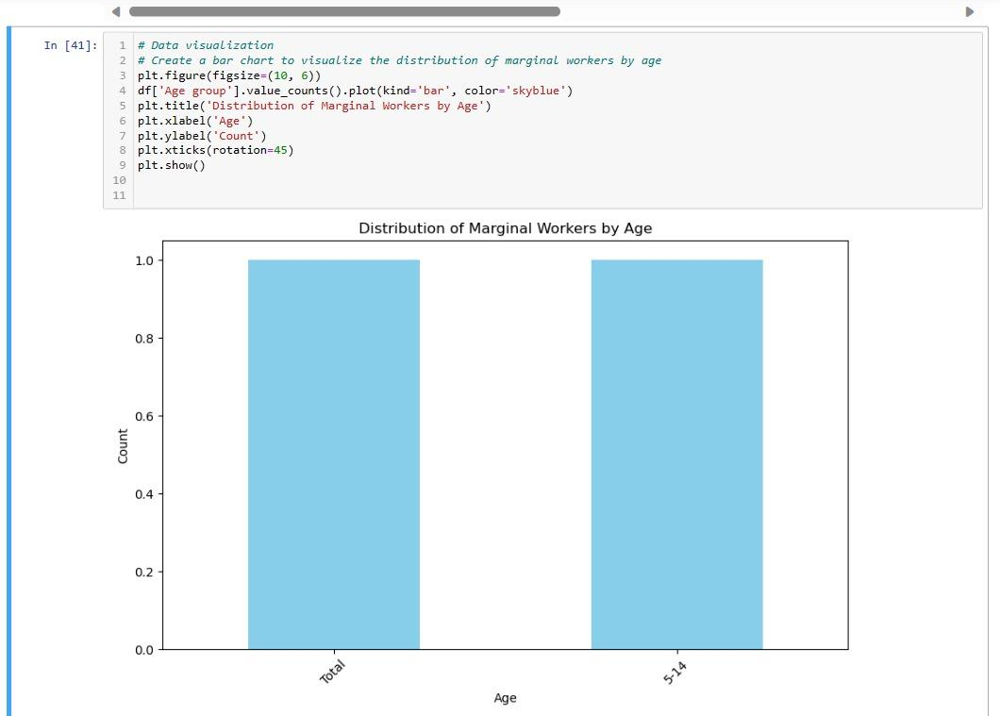 In [41]:
1 # Data visualization
2 # Create a bar chart to visualize the distribution of marginal workers by age
3 plt.figure(figsize=(10, 6))
4 df['Age group'].value_counts().plot(kind='bar', color='skyblue')
5 plt.title('Distribution of Marginal Workers by Age')
6 plt.xlabel('Age')
7 plt.ylabel('Count')
8 plt.xticks(rotation=45)
9 plt.show()
10
11
Distribution of Marginal Workers by Age
1.0
0.8
0.6
0.4
0.2
0.0
Count
Total
5-14
Age